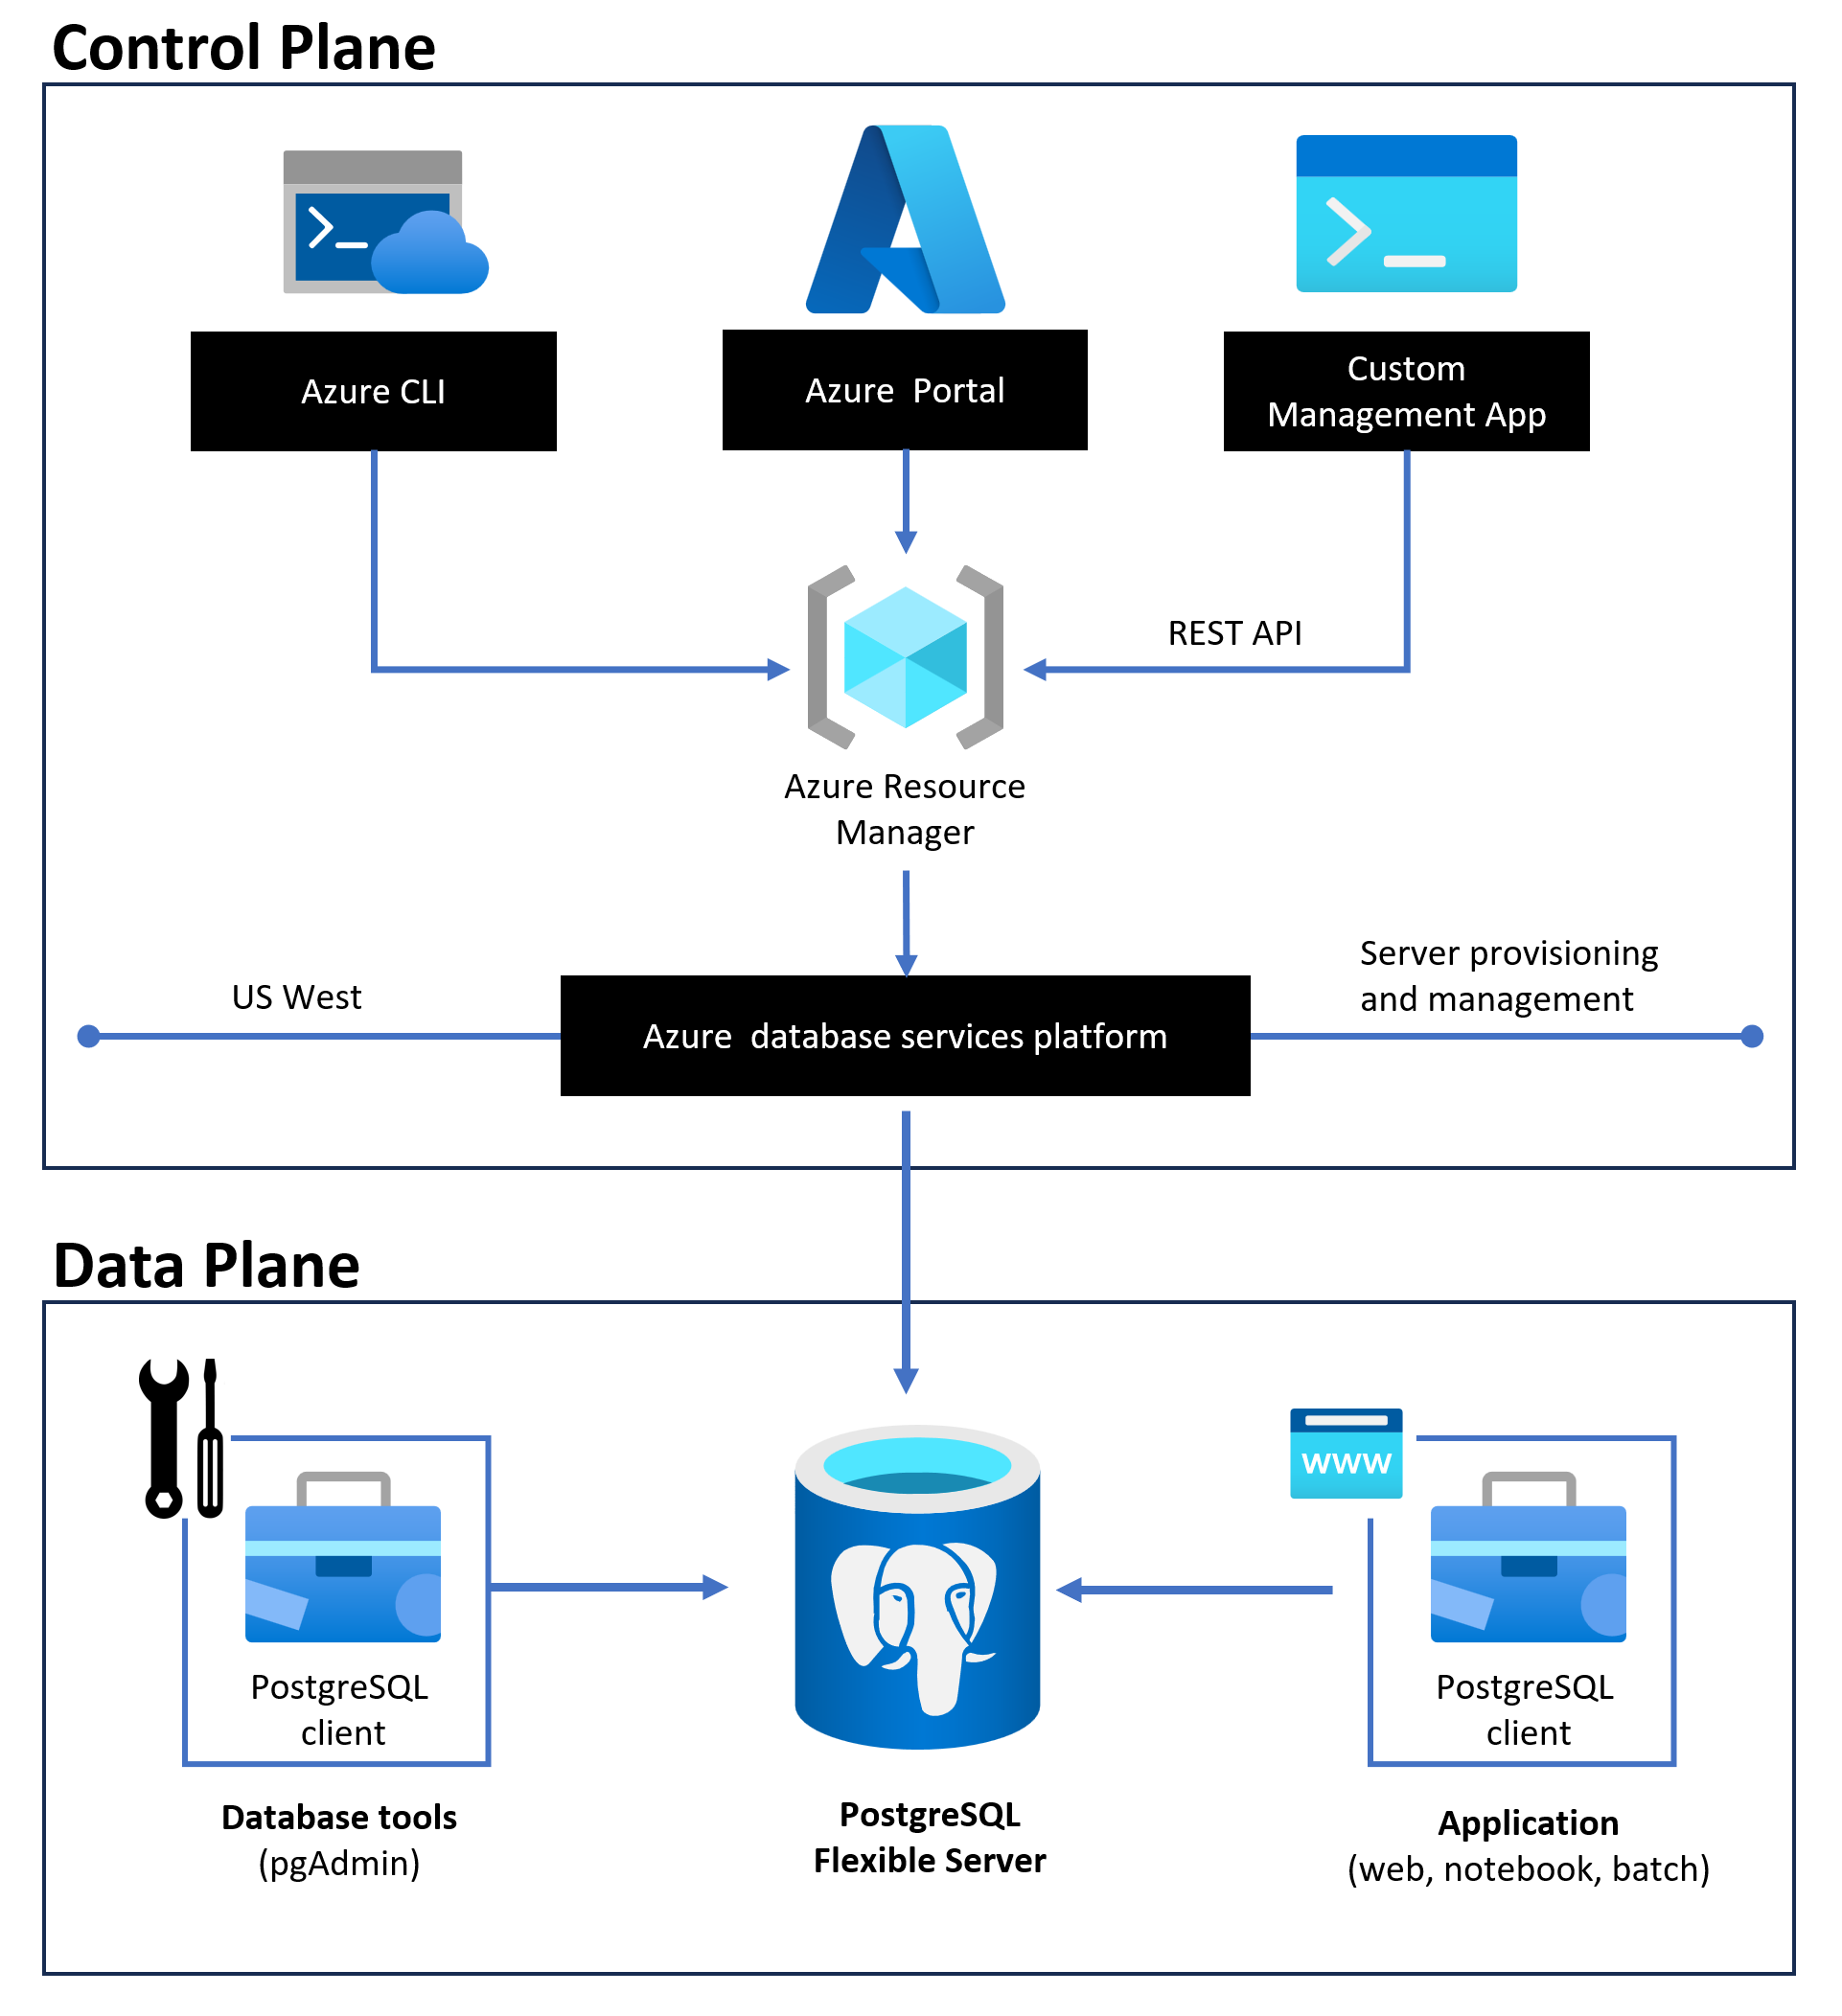 Control Plane
Azure CLI
Azure Portal
Custom
Management App
REST API
Azure Resource
Manager
US West
Server provisioning
and management
Azure database services platform
Data Plane
www
PostgreSQL
client
PostgreSQL
client
Database tools
(pgAdmin)
PostgreSQL
Flexible Server
Application
(web, notebook, batch)